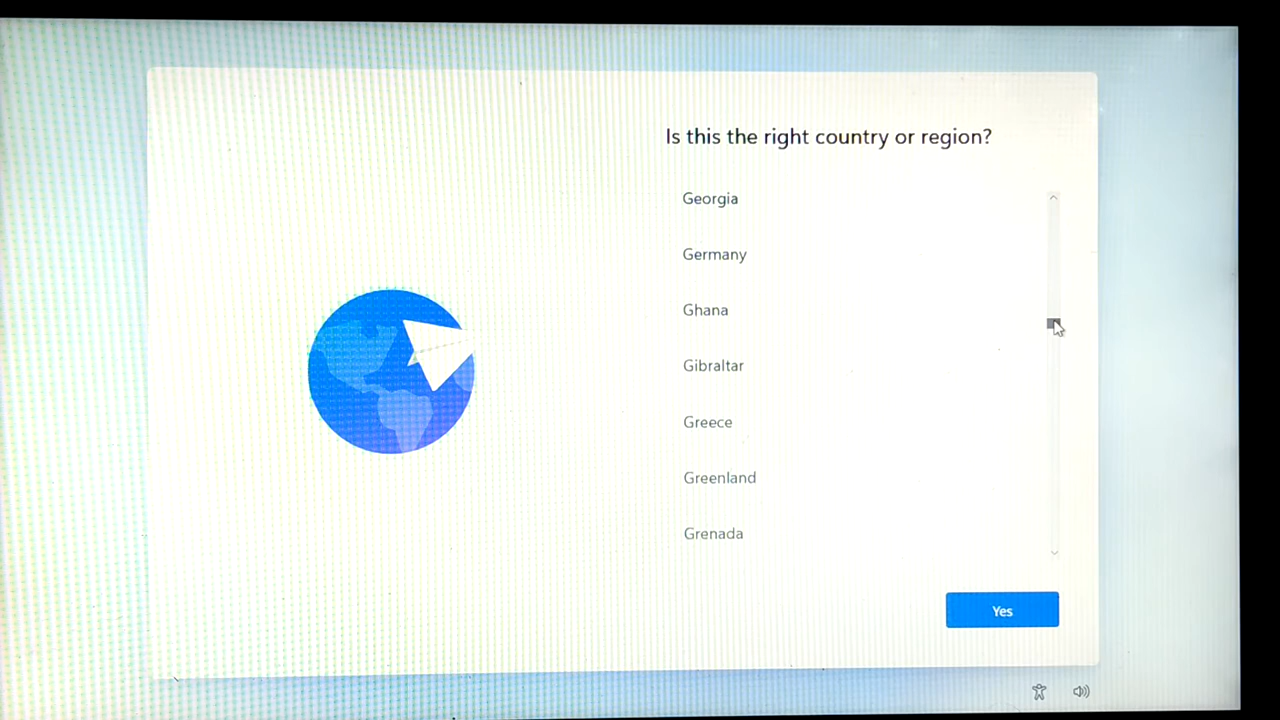 Is this the right country or region?
Georgia
Germany
Ghana
Gibraltar
Greece
Greenland
Grenada
Yes